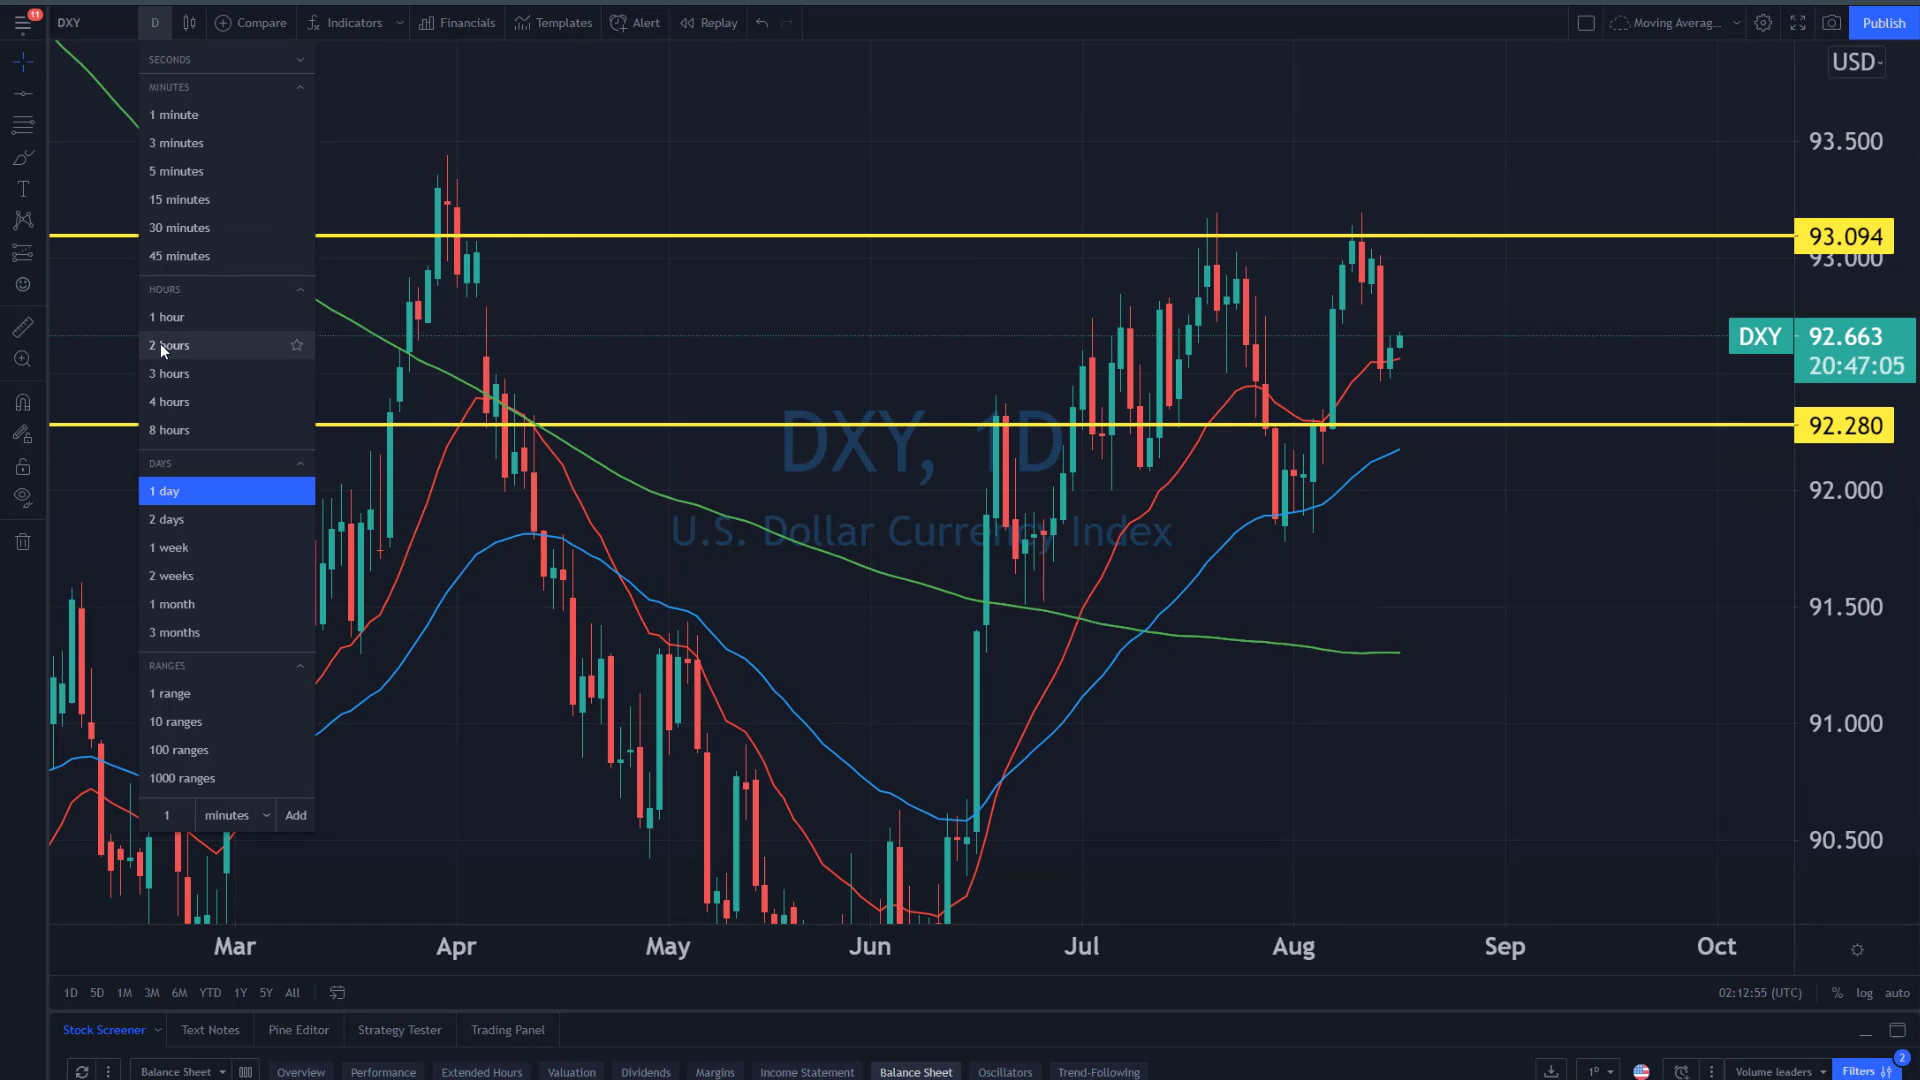 11
DXY
D
Compare
Indicators
Financials
Templates
Alert
Replay
Moving Averag...
Publish
SECONDS
MINUTES
1 minute
3 minutes
5 minutes
15 minutes
30 minutes
45 minutes
HOURS
1 hour
2 hours
3 hours
4 hours
8 hours
DAYS
1 day
2 days
1 week
2 weeks
1 month
3 months
RANGES
1 range
10 ranges
100 ranges
1000 ranges
1 minutes Add
DXY, 1D
U.S. Dollar Currency Index
USD
93.500
93.094
93.000
DXY 92.663
20:47:05
92.280
92.000
91.500
91.000
90.500
Mar Apr May Jun Jul Aug Sep Oct
1D 5D 1M 3M 6M YTD 1Y 5Y All
02:12:55 (UTC) % log auto
Stock Screener Text Notes Pine Editor Strategy Tester Trading Panel
2
Balance Sheet Overview Performance Extended Hours Valuation Dividends Margins Income Statement Balance Sheet Oscillators Trend-Following
1D Volume leaders Filters